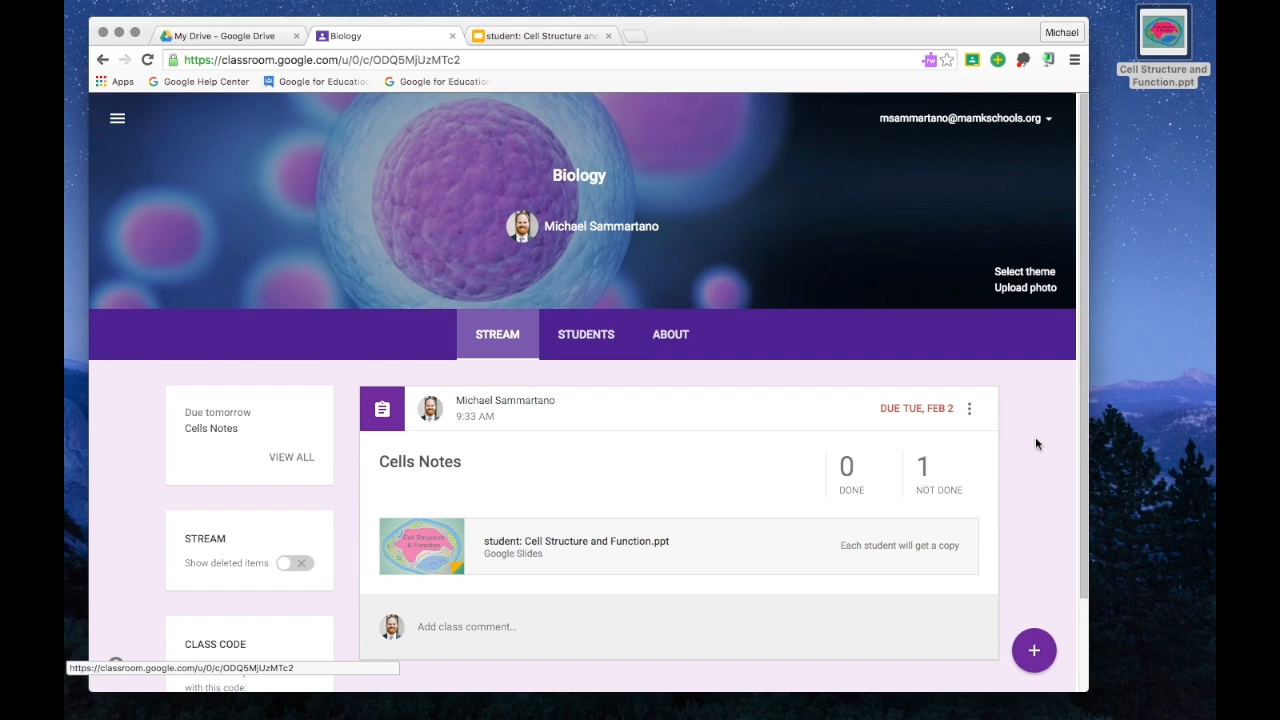 My Drive - Google Drive
Biology
student: Cell Structure and
Michael
https://classroom.google.com/u/0/c/ODQ5MjUzMTc2
Apps
Google Help Center
Google for Educatio
Google for Education
Cell Structure and
Function.ppt
msammartano@mamkschools.org
Biology
Michael Sammartano
Select theme
Upload photo
STREAM
STUDENTS
ABOUT
Due tomorrow
Cells Notes
VIEW ALL
STREAM
Show deleted items
CLASS CODE
with this code:
Michael Sammartano
9:33 AM
DUE TUE, FEB 2
Cells Notes
0
DONE
1
NOT DONE
Cell Structure
& Function
student: Cell Structure and Function.ppt
Google Slides
Each student will get a copy
Add class comment...
https://classroom.google.com/u/0/c/ODQ5MjUzMTc2